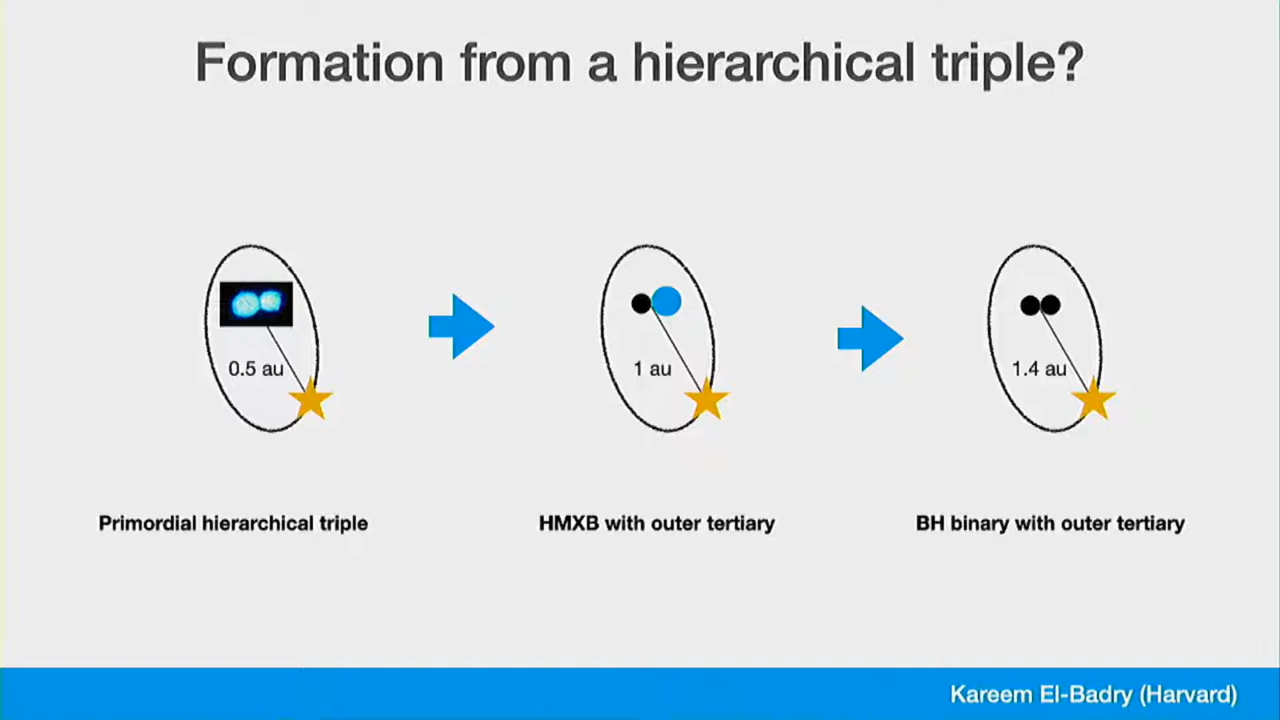 Formation from a hierarchical triple?
0.5 au
1 au
1.4 au
Primordial hierarchical triple
HMXB with outer tertiary
BH binary with outer tertiary
Kareem El-Badry (Harvard)